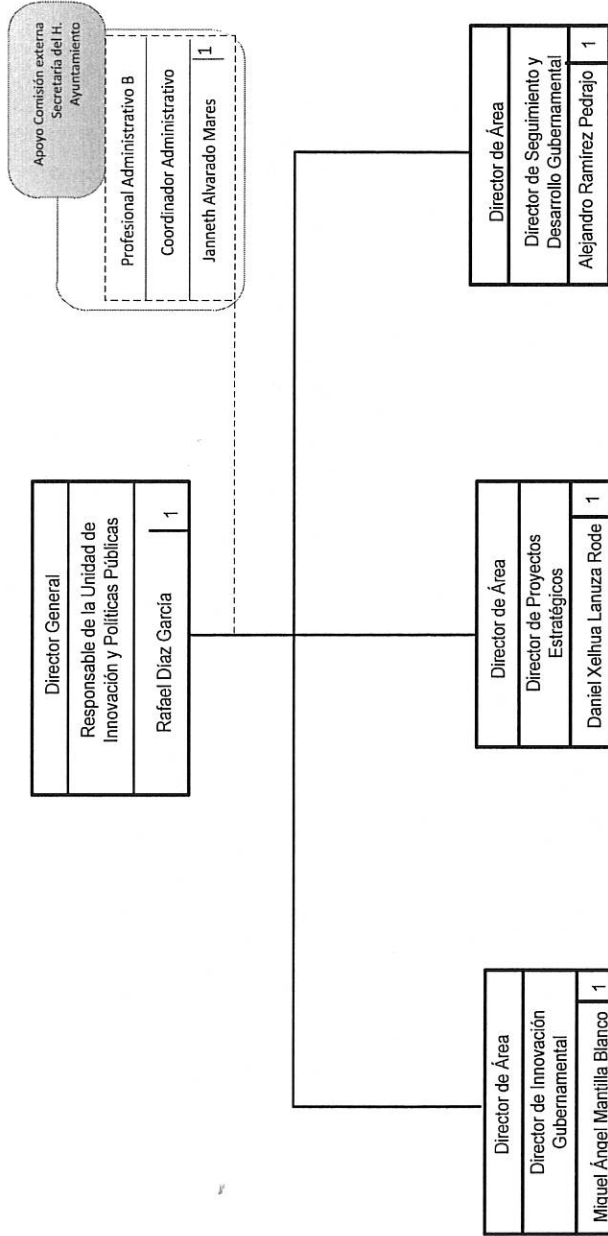 Apoyo Comisión externa
Secretaría del H.
Ayuntamiento
Profesional Administrativo B
Coordinador Administrativo
Janneth Alvarado Mares 1
Director General
Responsable de la Unidad de
Innovación y Políticas Públicas
Rafael Díaz García 1
Director de Área
Director de Innovación
Gubernamental
Miguel Ángel Mantilla Blanco 1
Director de Área
Director de Proyectos
Estratégicos
Daniel Xelhua Lanuza Rode 1
Director de Área
Director de Seguimiento y
Desarrollo Gubernamental
Alejandro Ramírez Pedrajo 1